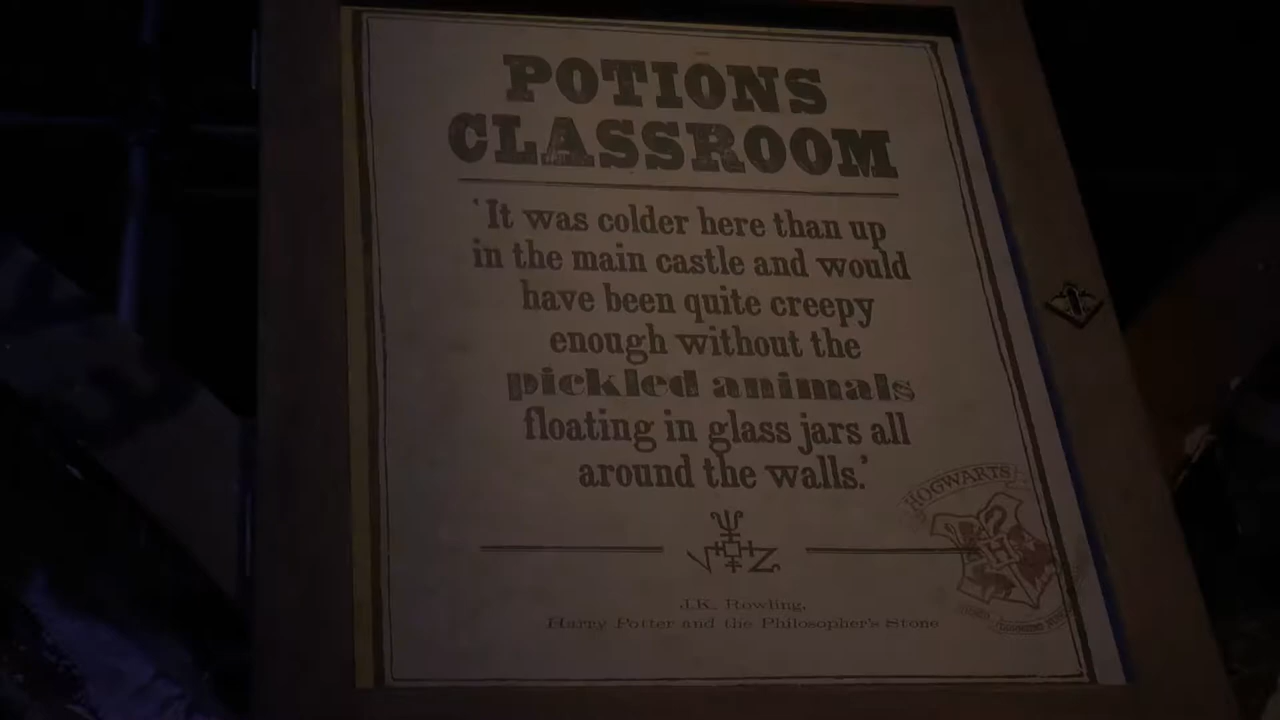 POTIONS
CLASSROOM
‘It was colder here than up
in the main castle and would
have been quite creepy
enough without the
pickled animals
floating in glass jars all
around the walls.’
J.K. Rowling,
Harry Potter and the Philosopher's Stone
HOGWARTS
H